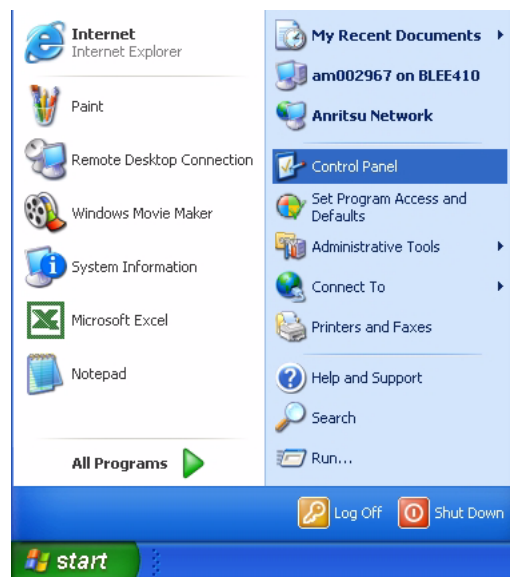 Internet
Internet Explorer
Paint
Remote Desktop Connection
Windows Movie Maker
System Information
Microsoft Excel
Notepad
All Programs
My Recent Documents
am002967 on BLEE410
Anritsu Network
Control Panel
Set Program Access and
Defaults
Administrative Tools
Connect To
Printers and Faxes
Help and Support
Search
Run...
Log Off
Shut Down
start